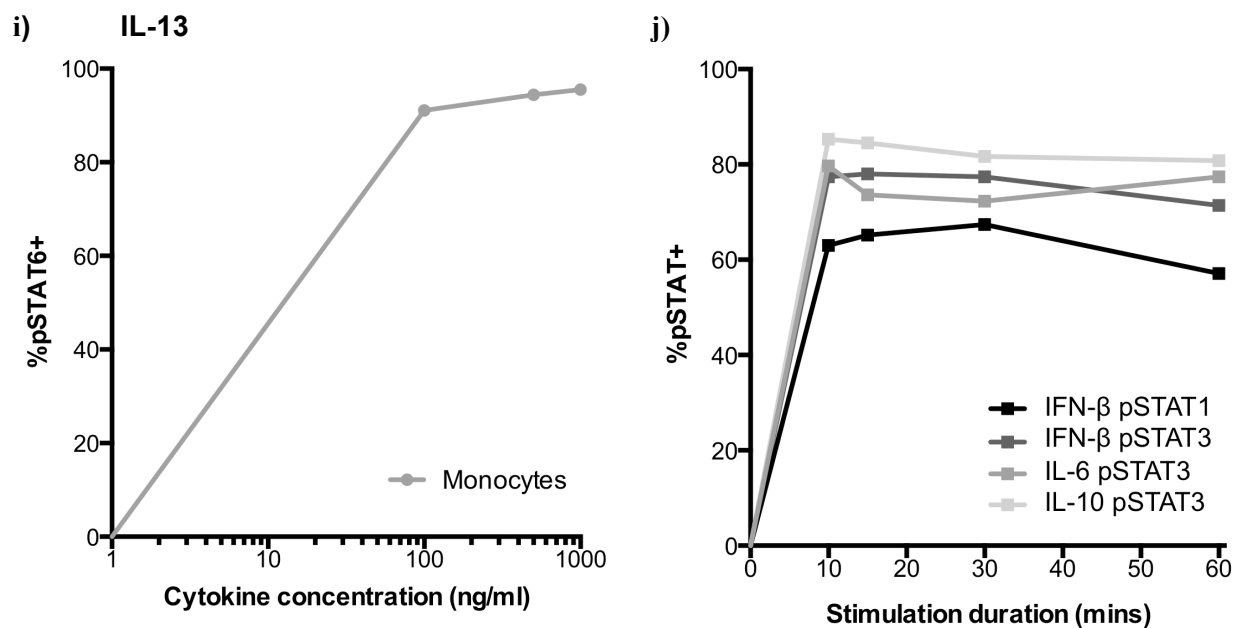 i) IL-13
100
80
60
40
20
0
%pSTAT6+
Monocytes
1 10 100 1000
Cytokine concentration (ng/ml)
j)
100
80
60
40
20
0
%pSTAT+
IFN-β pSTAT1
IFN-β pSTAT3
IL-6 pSTAT3
IL-10 pSTAT3
0 10 20 30 40 50 60
Stimulation duration (mins)